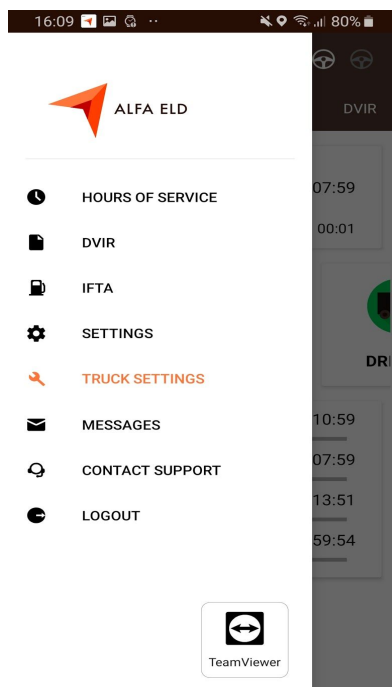 16:09 80%
ALFA ELD
DVIR
HOURS OF SERVICE
07:59
00:01
DVIR
IFTA
SETTINGS
DRI
TRUCK SETTINGS
MESSAGES
10:59
CONTACT SUPPORT
07:59
LOGOUT
13:51
59:54
TeamViewer